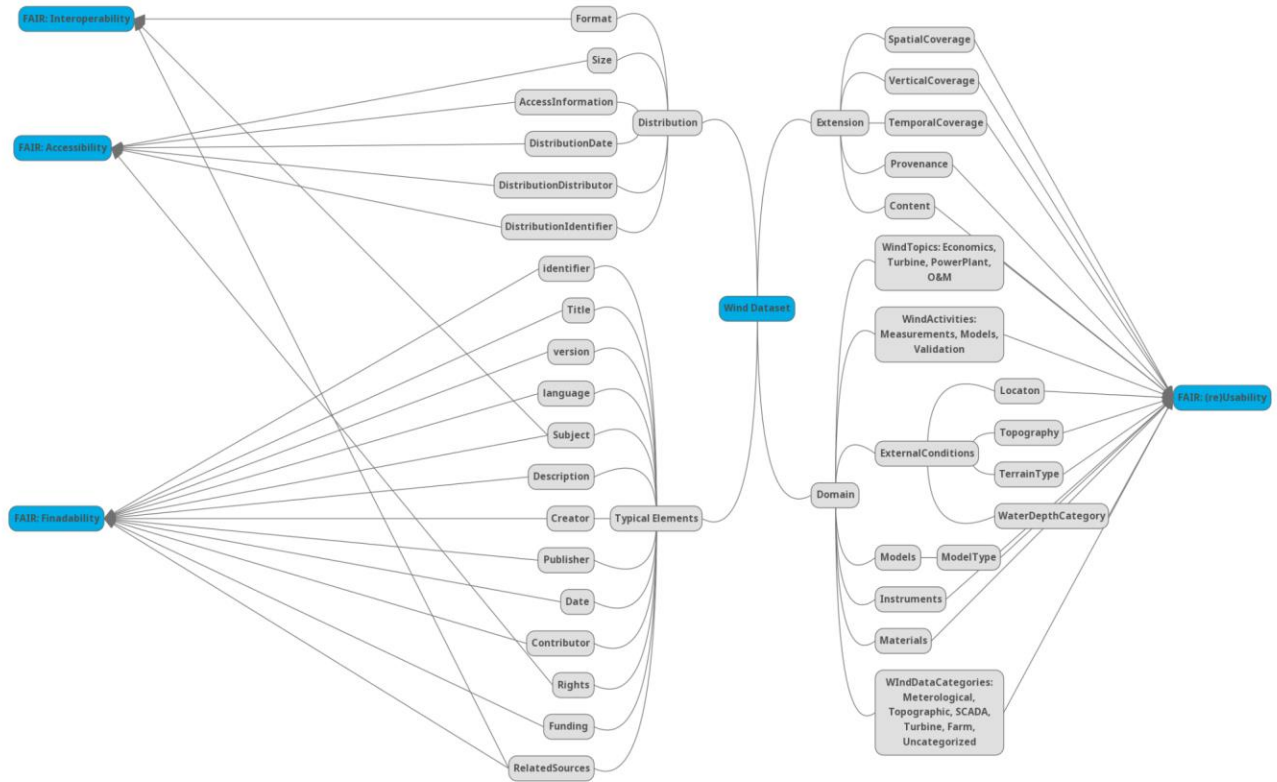 FAIR: Interoperability
Format
Size
AccessInformation
Distribution
FAIR: Accessibility
DistributionDate
DistributionDistributor
DistributionIdentifier
identifier
Title
version
language
Subject
Description
FAIR: Finadability
Creator
Typical Elements
Publisher
Date
Contributor
Rights
Funding
RelatedSources
Wind Dataset
SpatialCoverage
VerticalCoverage
Extension
TemporalCoverage
Provenance
Content
WindTopics: Economics,
Turbine, PowerPlant,
O&M
WindActivities:
Measurements, Models,
Validation
Locaton
Topography
ExternalConditions
TerrainType
Domain
WaterDepthCategory
Models
ModelType
Instruments
Materials
WIndDataCategories:
Meterological,
Topographic, SCADA,
Turbine, Farm,
Uncategorized
FAIR: (re)Usability